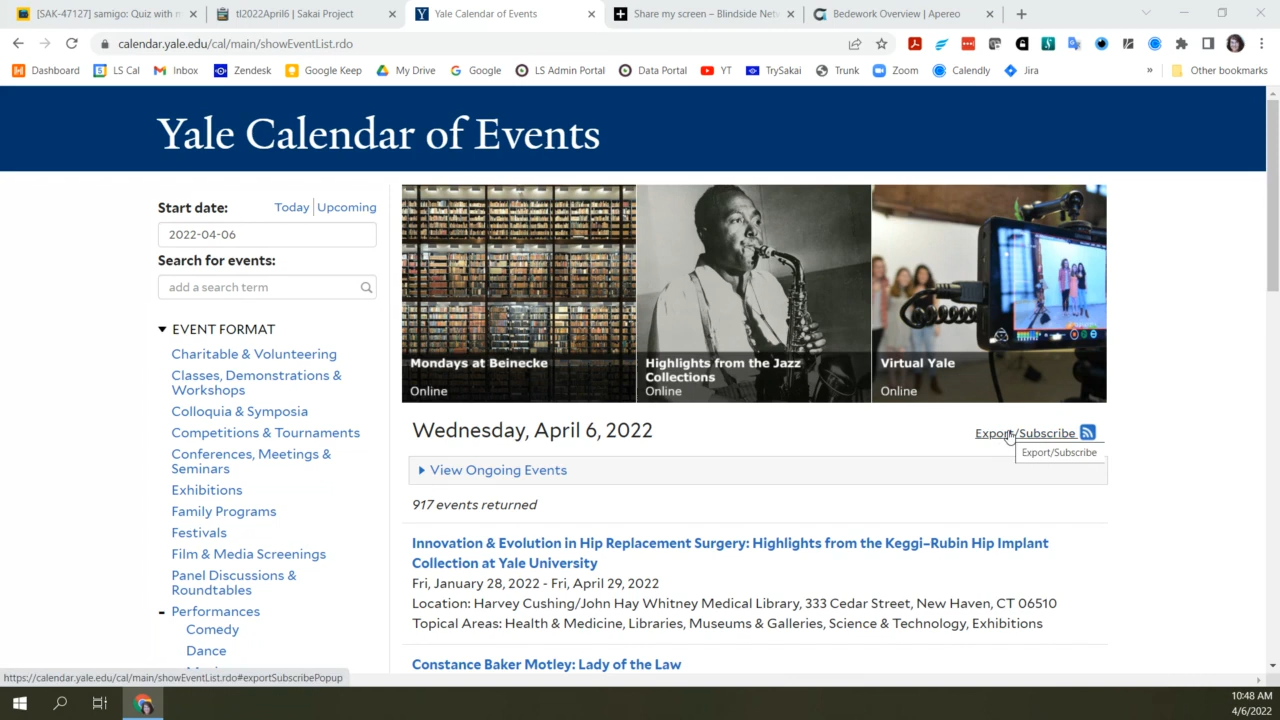 [SAK-47127] samigo: Quiz with n
tl2022April6 | Sakai Project
Yale Calendar of Events
Share my screen – Blindside Net
Bedework Overview | Apereo
calendar.yale.edu/cal/main/showEventList.rdo
Dashboard
LS Cal
Inbox
Zendesk
Google Keep
My Drive
Google
LS Admin Portal
Data Portal
YT
TrySakai
Trunk
Zoom
Calendly
Jira
»
Other bookmarks
Yale Calendar of Events
Start date:
Today
Upcoming
2022-04-06
Search for events:
add a search term
EVENT FORMAT
Charitable & Volunteering
Classes, Demonstrations &
Workshops
Colloquia & Symposia
Competitions & Tournaments
Conferences, Meetings &
Seminars
Exhibitions
Family Programs
Festivals
Film & Media Screenings
Panel Discussions &
Roundtables
Performances
Comedy
Dance
Mondays at Beinecke
Online
Highlights from the Jazz
Collections
Online
Virtual Yale
Online
Wednesday, April 6, 2022
Export/Subscribe
Export/Subscribe
View Ongoing Events
917 events returned
Innovation & Evolution in Hip Replacement Surgery: Highlights from the Keggi–Rubin Hip Implant
Collection at Yale University
Fri, January 28, 2022 - Fri, April 29, 2022
Location: Harvey Cushing/John Hay Whitney Medical Library, 333 Cedar Street, New Haven, CT 06510
Topical Areas: Health & Medicine, Libraries, Museums & Galleries, Science & Technology, Exhibitions
Constance Baker Motley: Lady of the Law
https://calendar.yale.edu/cal/main/showEventList.rdo#exportSubscribePopup
10:48 AM
4/6/2022